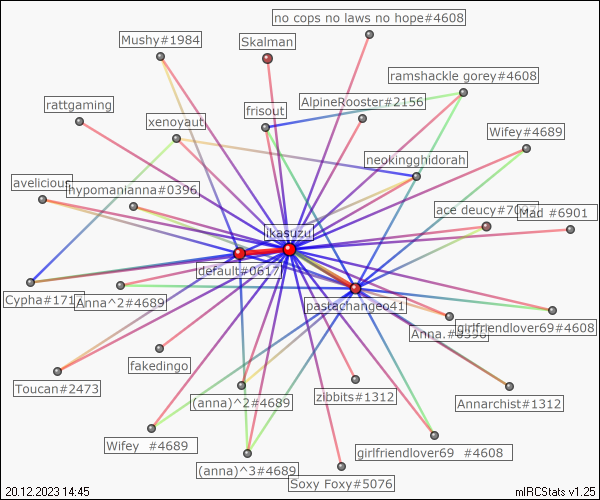 no cops no laws no hope#4608
Mushy#1984
Skalman
ramshackle gorey#4608
rattgaming
AlpineRooster#2156
frisout
xenoyaut
Wifey#4689
neokingghidorah
avelicious
hypomanianna#0396
ace deucy#70
Mad #6901
ikasuzu
default#0617
Cypha#171
Anna^2#4689
pastachangeo41
girlfriendlover69#4608
Anna.#0396
fakedingo
Toucan#2473
zibbits#1312
(anna)^2#4689
Annarchist#1312
Wifey #4689
girlfriendlover69 #4608
(anna)^3#4689
Soxy Foxy#5076
20.12.2023 14:45
mIRCStats v1.25